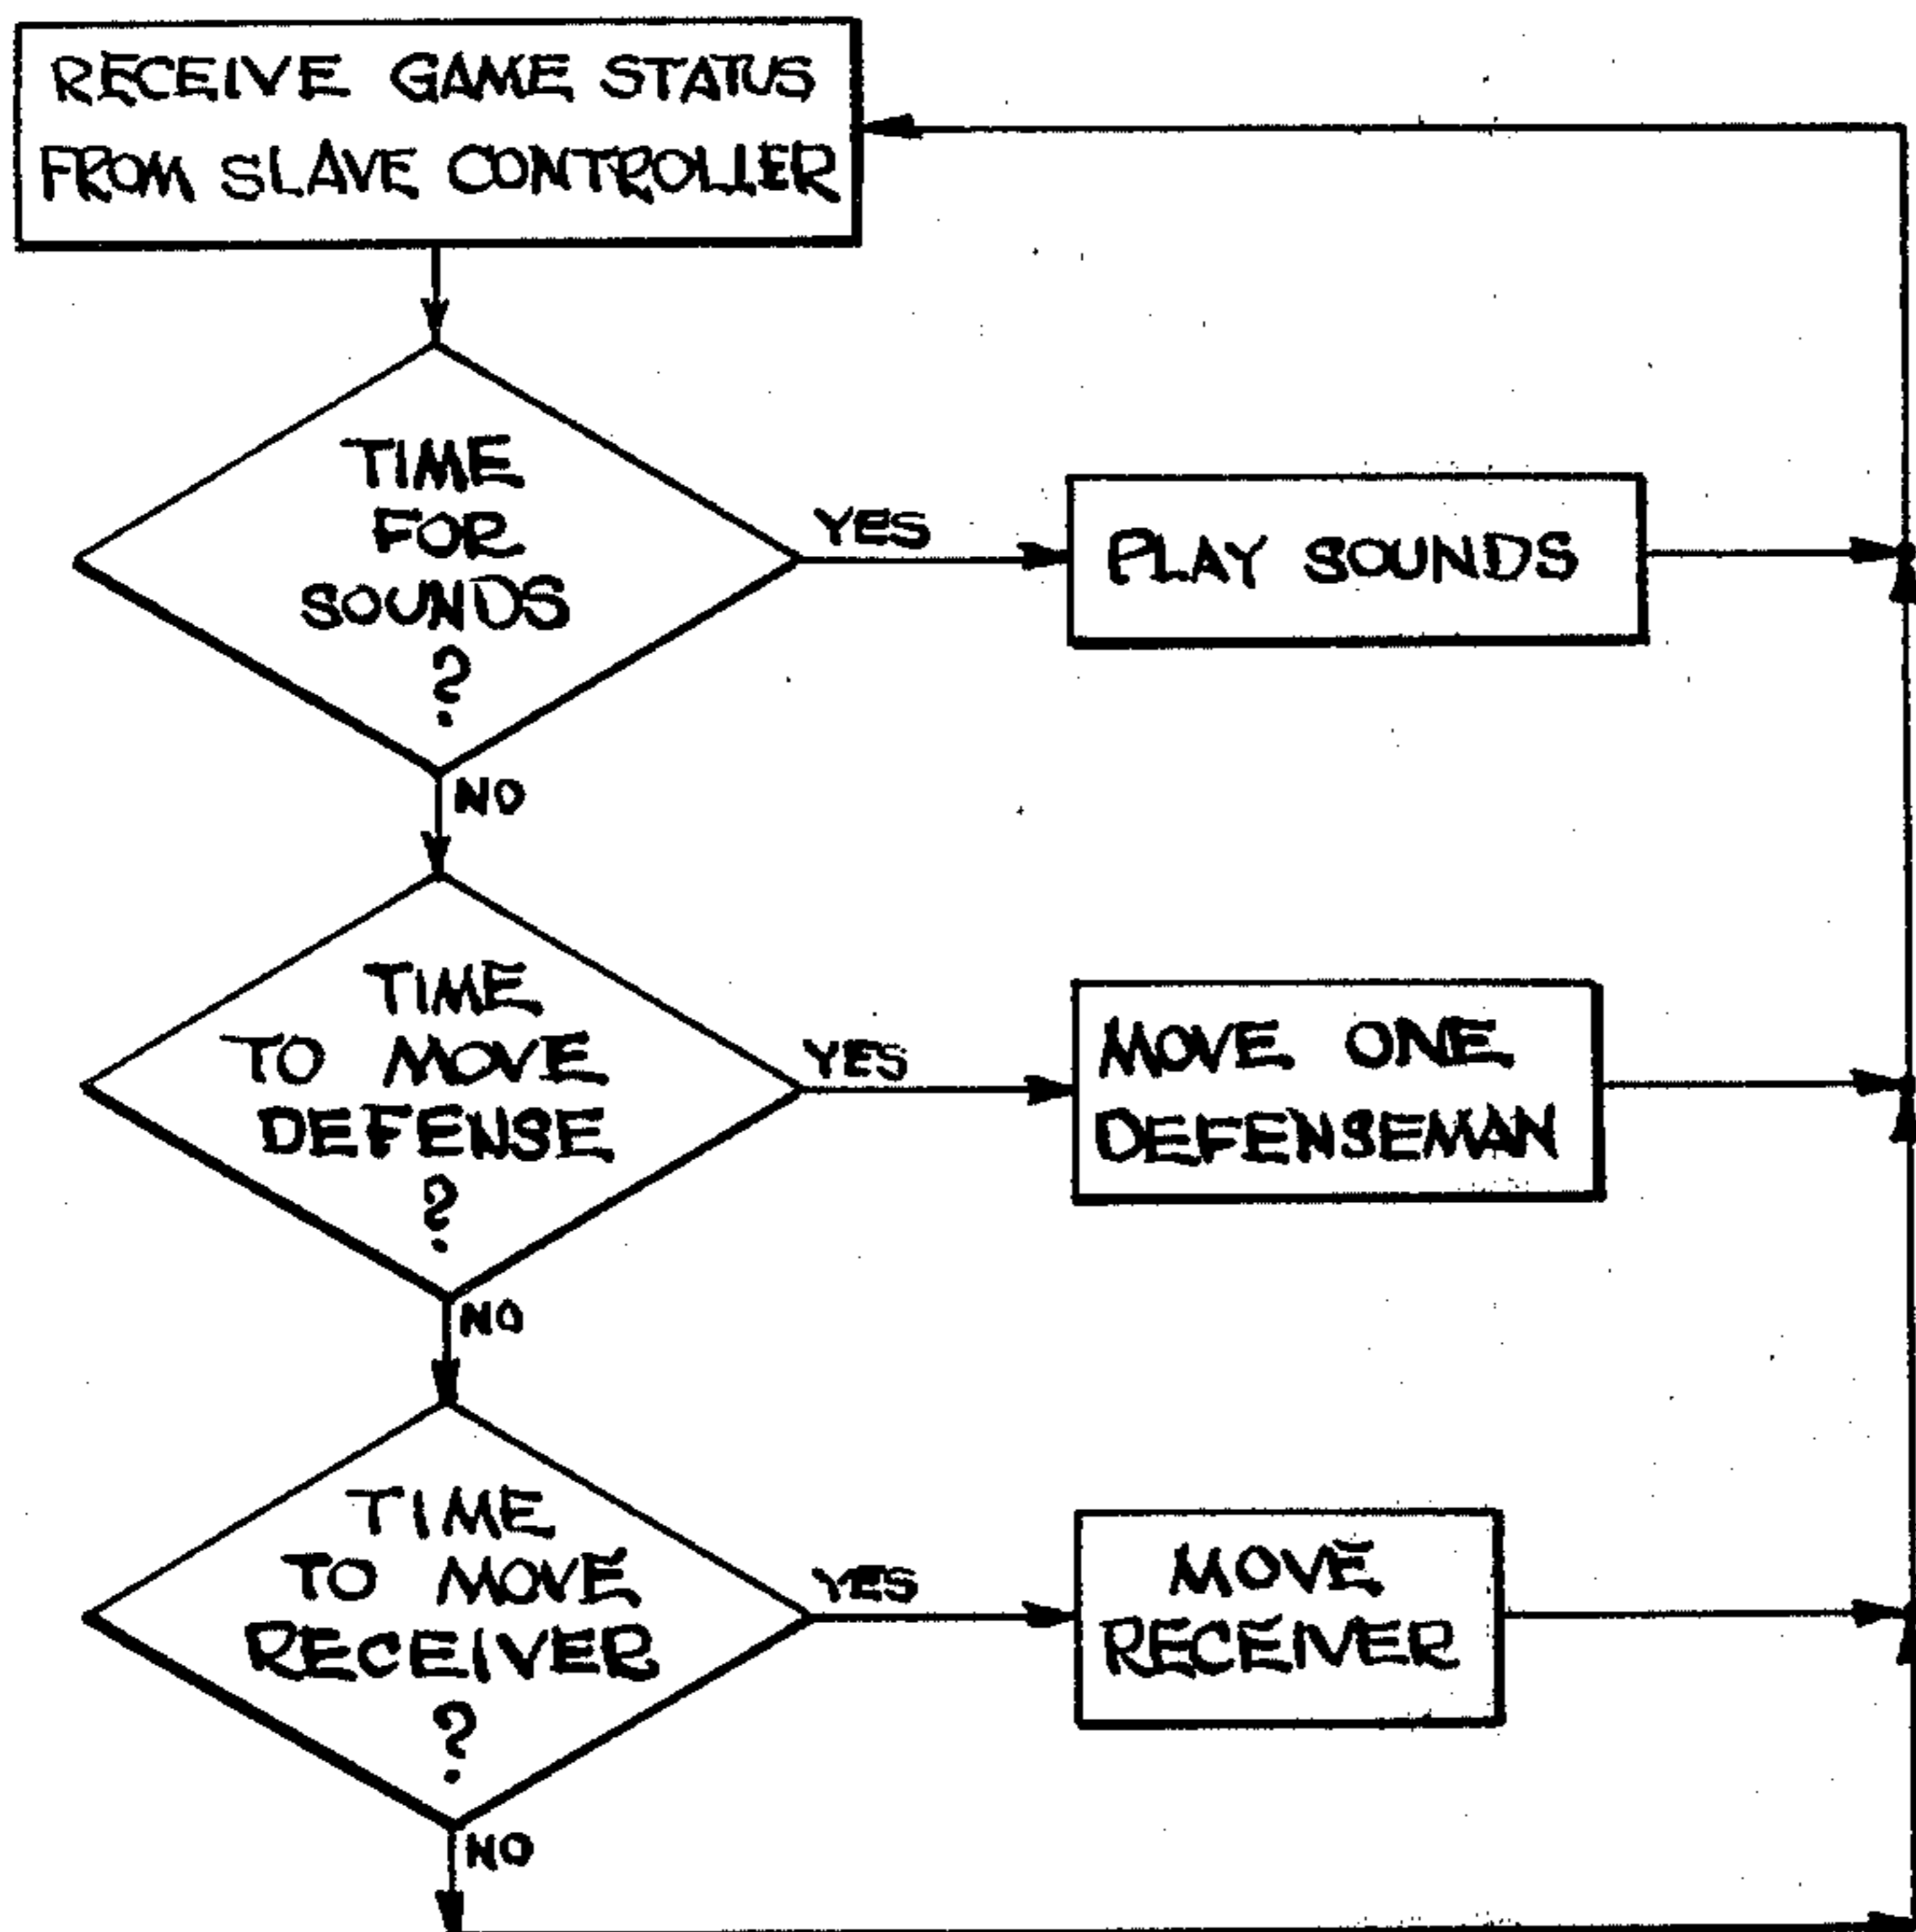 RECEIVE GAME STATUS
FROM SLAVE CONTROLLER
TIME
FOR
SOUNDS
?
YES
PLAY SOUNDS
NO
TIME
TO MOVE
DEFENSE
?
YES
MOVE ONE
DEFENSEMAN
NO
TIME
TO MOVE
RECEIVER
?
YES
MOVE
RECEIVER
NO